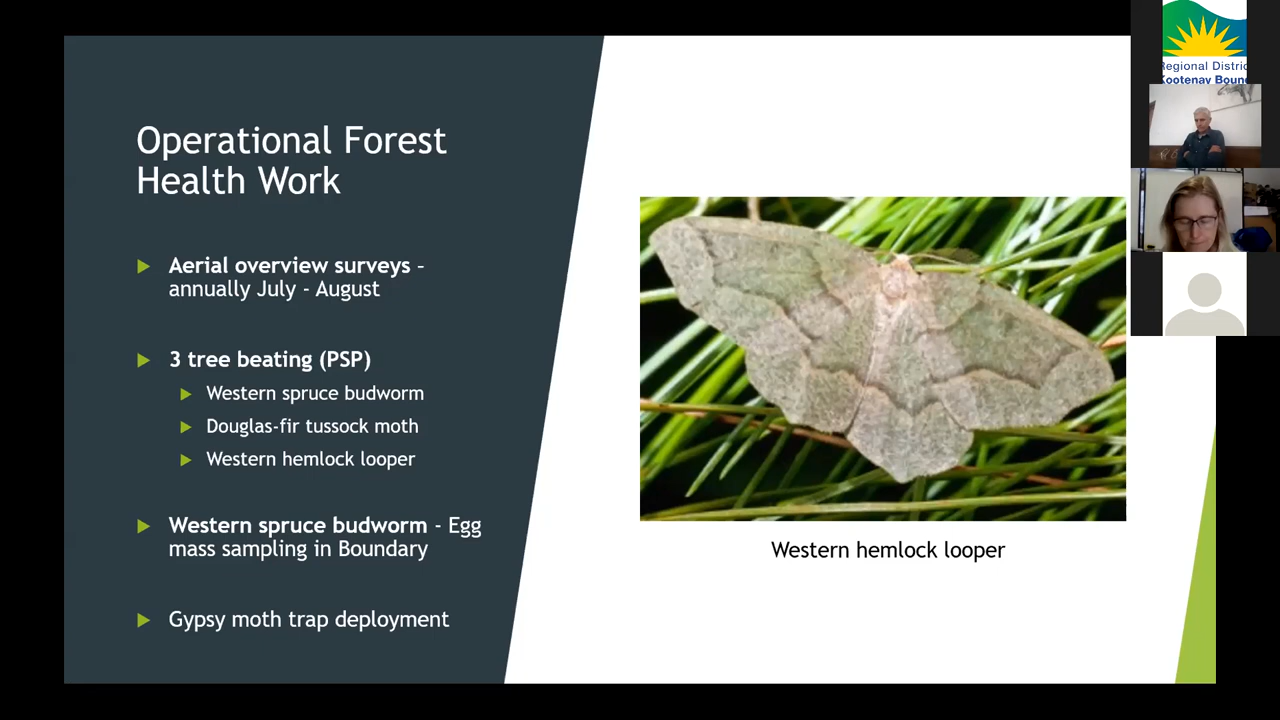 Operational Forest
Health Work
Aerial overview surveys –
annually July - August
3 tree beating (PSP)
Western spruce budworm
Douglas-fir tussock moth
Western hemlock looper
Western spruce budworm - Egg
mass sampling in Boundary
Gypsy moth trap deployment
Western hemlock looper
Regional Distric
Kootenay Bound